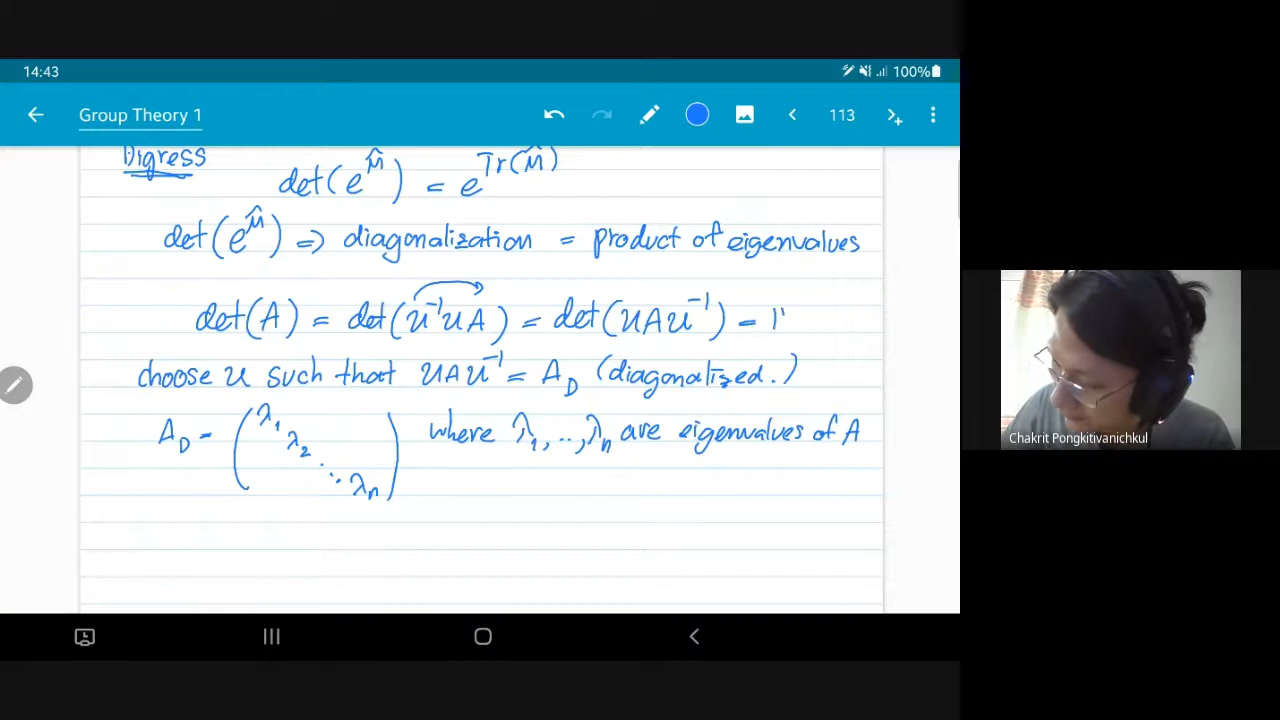 14:43 100%
Group Theory 1 113
Digress
det(e^M̂) = e^Tr(M̂)
det(e^M̂) => diagonalization = product of eigenvalues
det(A) = det(U⁻¹UA) = det(UAU⁻¹) =
choose U such that UAU⁻¹ = A_D (diagonalized.)
A_D = (λ₁ λ₂ ⋱ λₙ) where λ₁, .., λₙ are eigenvalues of A
Chakrit Pongkitivanichkul